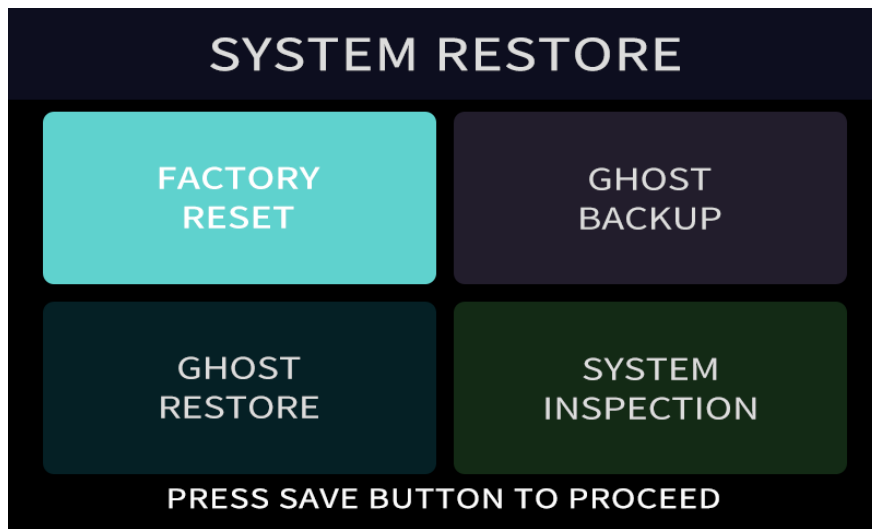 SYSTEM RESTORE
FACTORY
RESET
GHOST
BACKUP
GHOST
RESTORE
SYSTEM
INSPECTION
PRESS SAVE BUTTON TO PROCEED